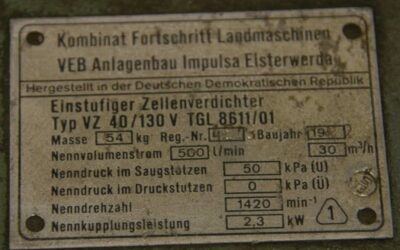 Kombinat Fortschritt Landmaschinen
VEB Anlagenbau Impulsa Elsterwerda
Hergestellt in der Deutschen Demokratischen Republik
Einstufiger Zellenverdichter
Typ VZ 40/130 V TGL 8611/01
Masse 54 kg Reg.-Nr. Baujahr
Nennvolumenstrom 500 l/min 30 m³/h
Nenndruck im Saugstutzen 50 kPa (U)
Nenndruck im Druckstutzen 0 kPa (Ü)
Nenndrehzahl 1420 min⁻¹
Nennkupplungsleistung 2,3 kW 1